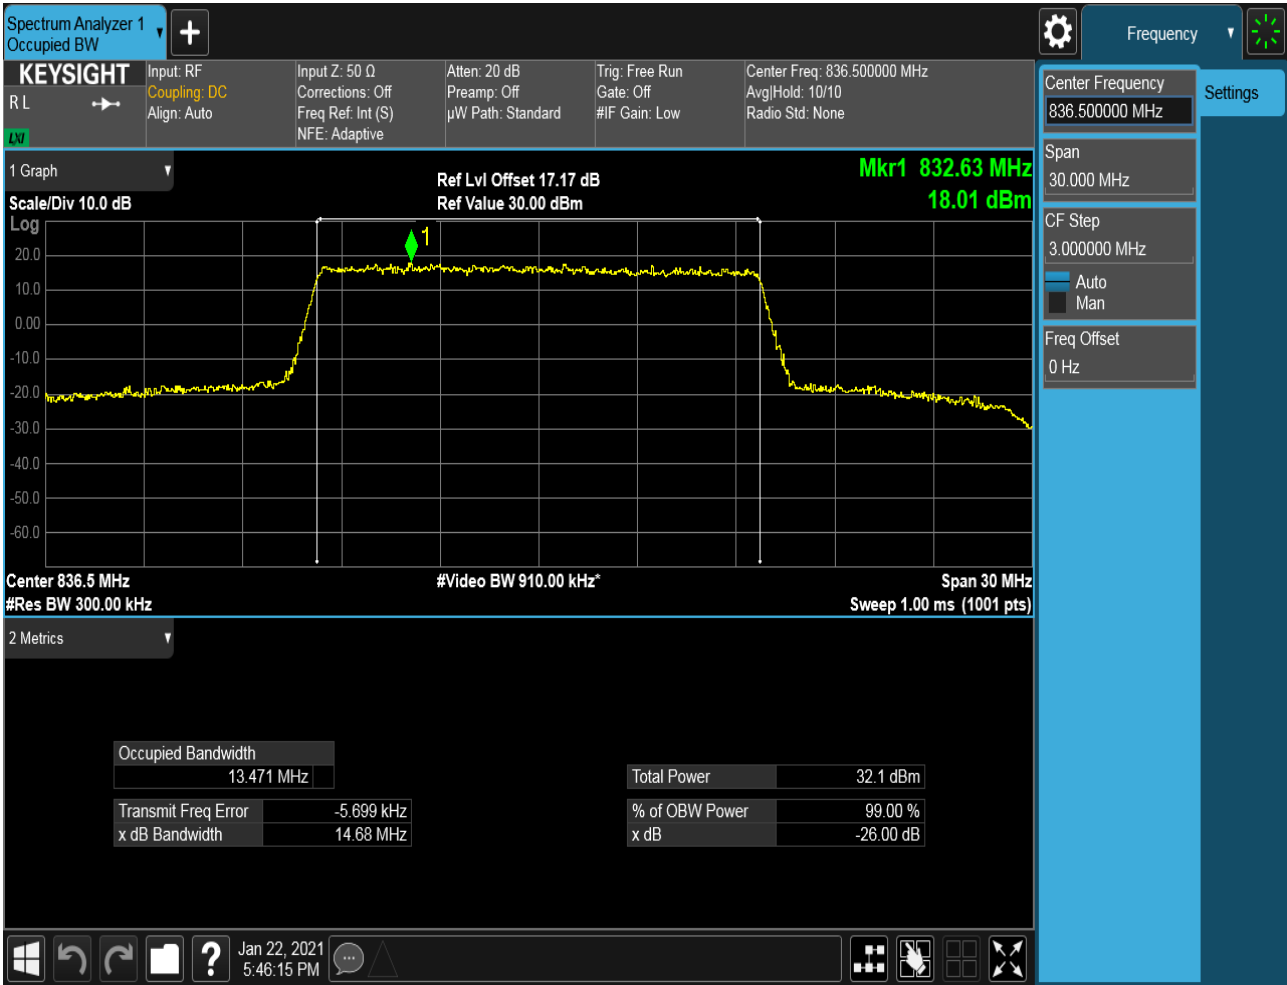 Spectrum Analyzer 1
Occupied BW
+
Frequency
KEYSIGHT
R L
LXI
Input: RF
Coupling: DC
Align: Auto
Input Z: 50 Ω
Corrections: Off
Freq Ref: Int (S)
NFE: Adaptive
Atten: 20 dB
Preamp: Off
µW Path: Standard
Trig: Free Run
Gate: Off
#IF Gain: Low
Center Freq: 836.500000 MHz
Avg|Hold: 10/10
Radio Std: None
Center Frequency
836.500000 MHz
Settings
Span
30.000 MHz
CF Step
3.000000 MHz
Auto
Man
Freq Offset
0 Hz
1 Graph
Scale/Div 10.0 dB
Ref Lvl Offset 17.17 dB
Ref Value 30.00 dBm
Mkr1 832.63 MHz
18.01 dBm
Log
1
20.0
10.0
0.00
-10.0
-20.0
-30.0
-40.0
-50.0
-60.0
Center 836.5 MHz
#Video BW 910.00 kHz*
Span 30 MHz
#Res BW 300.00 kHz
Sweep 1.00 ms (1001 pts)
2 Metrics
Occupied Bandwidth
13.471 MHz
Total Power 32.1 dBm
Transmit Freq Error -5.699 kHz
% of OBW Power 99.00 %
x dB Bandwidth 14.68 MHz
x dB -26.00 dB
?
Jan 22, 2021
5:46:15 PM